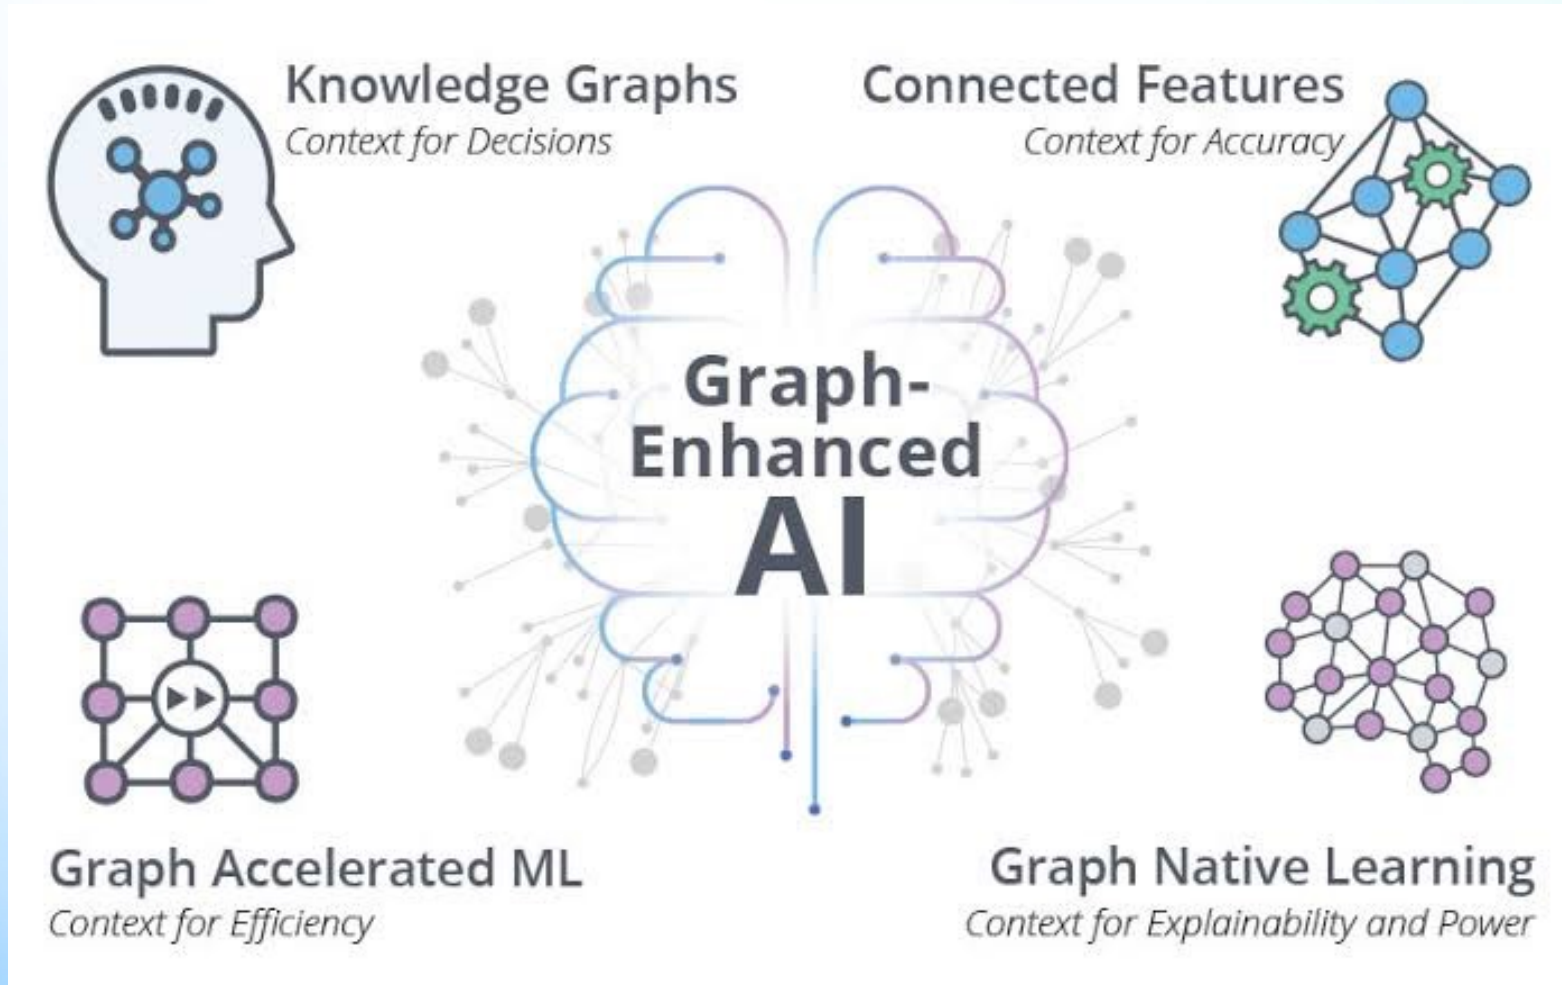 Knowledge Graphs
Context for Decisions
Connected Features
Context for Accuracy
Graph-
Enhanced
AI
Graph Accelerated ML
Context for Efficiency
Graph Native Learning
Context for Explainability and Power